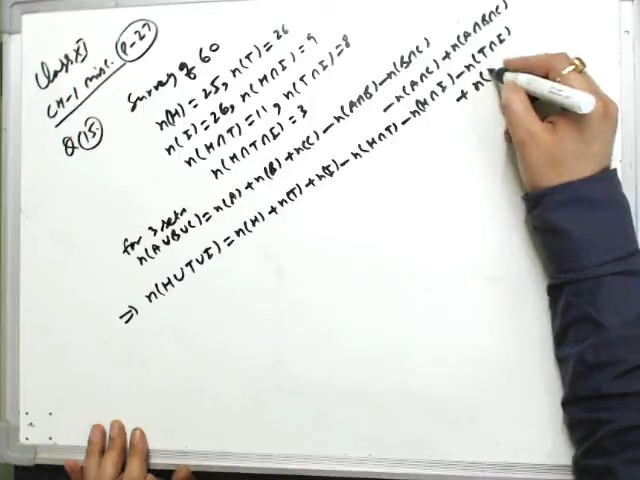 Class XI
CH-1 misc. P-27
Q 15.
Survey of 60
n(H) = 25, n(T) = 26
n(I) = 26, n(H∩I) = 9
n(H∩T) = 11, n(T∩I) = 8
n(H∩T∩I) = 3
for 3 sets
n(A∪B∪C) = n(A) + n(B) + n(C) - n(A∩B) - n(B∩C)
- n(A∩C) + n(A∩B∩C)
⇒ n(H∪T∪I) = n(H) + n(T) + n(I) - n(H∩T) - n(H∩I) - n(T∩I)
+ n(